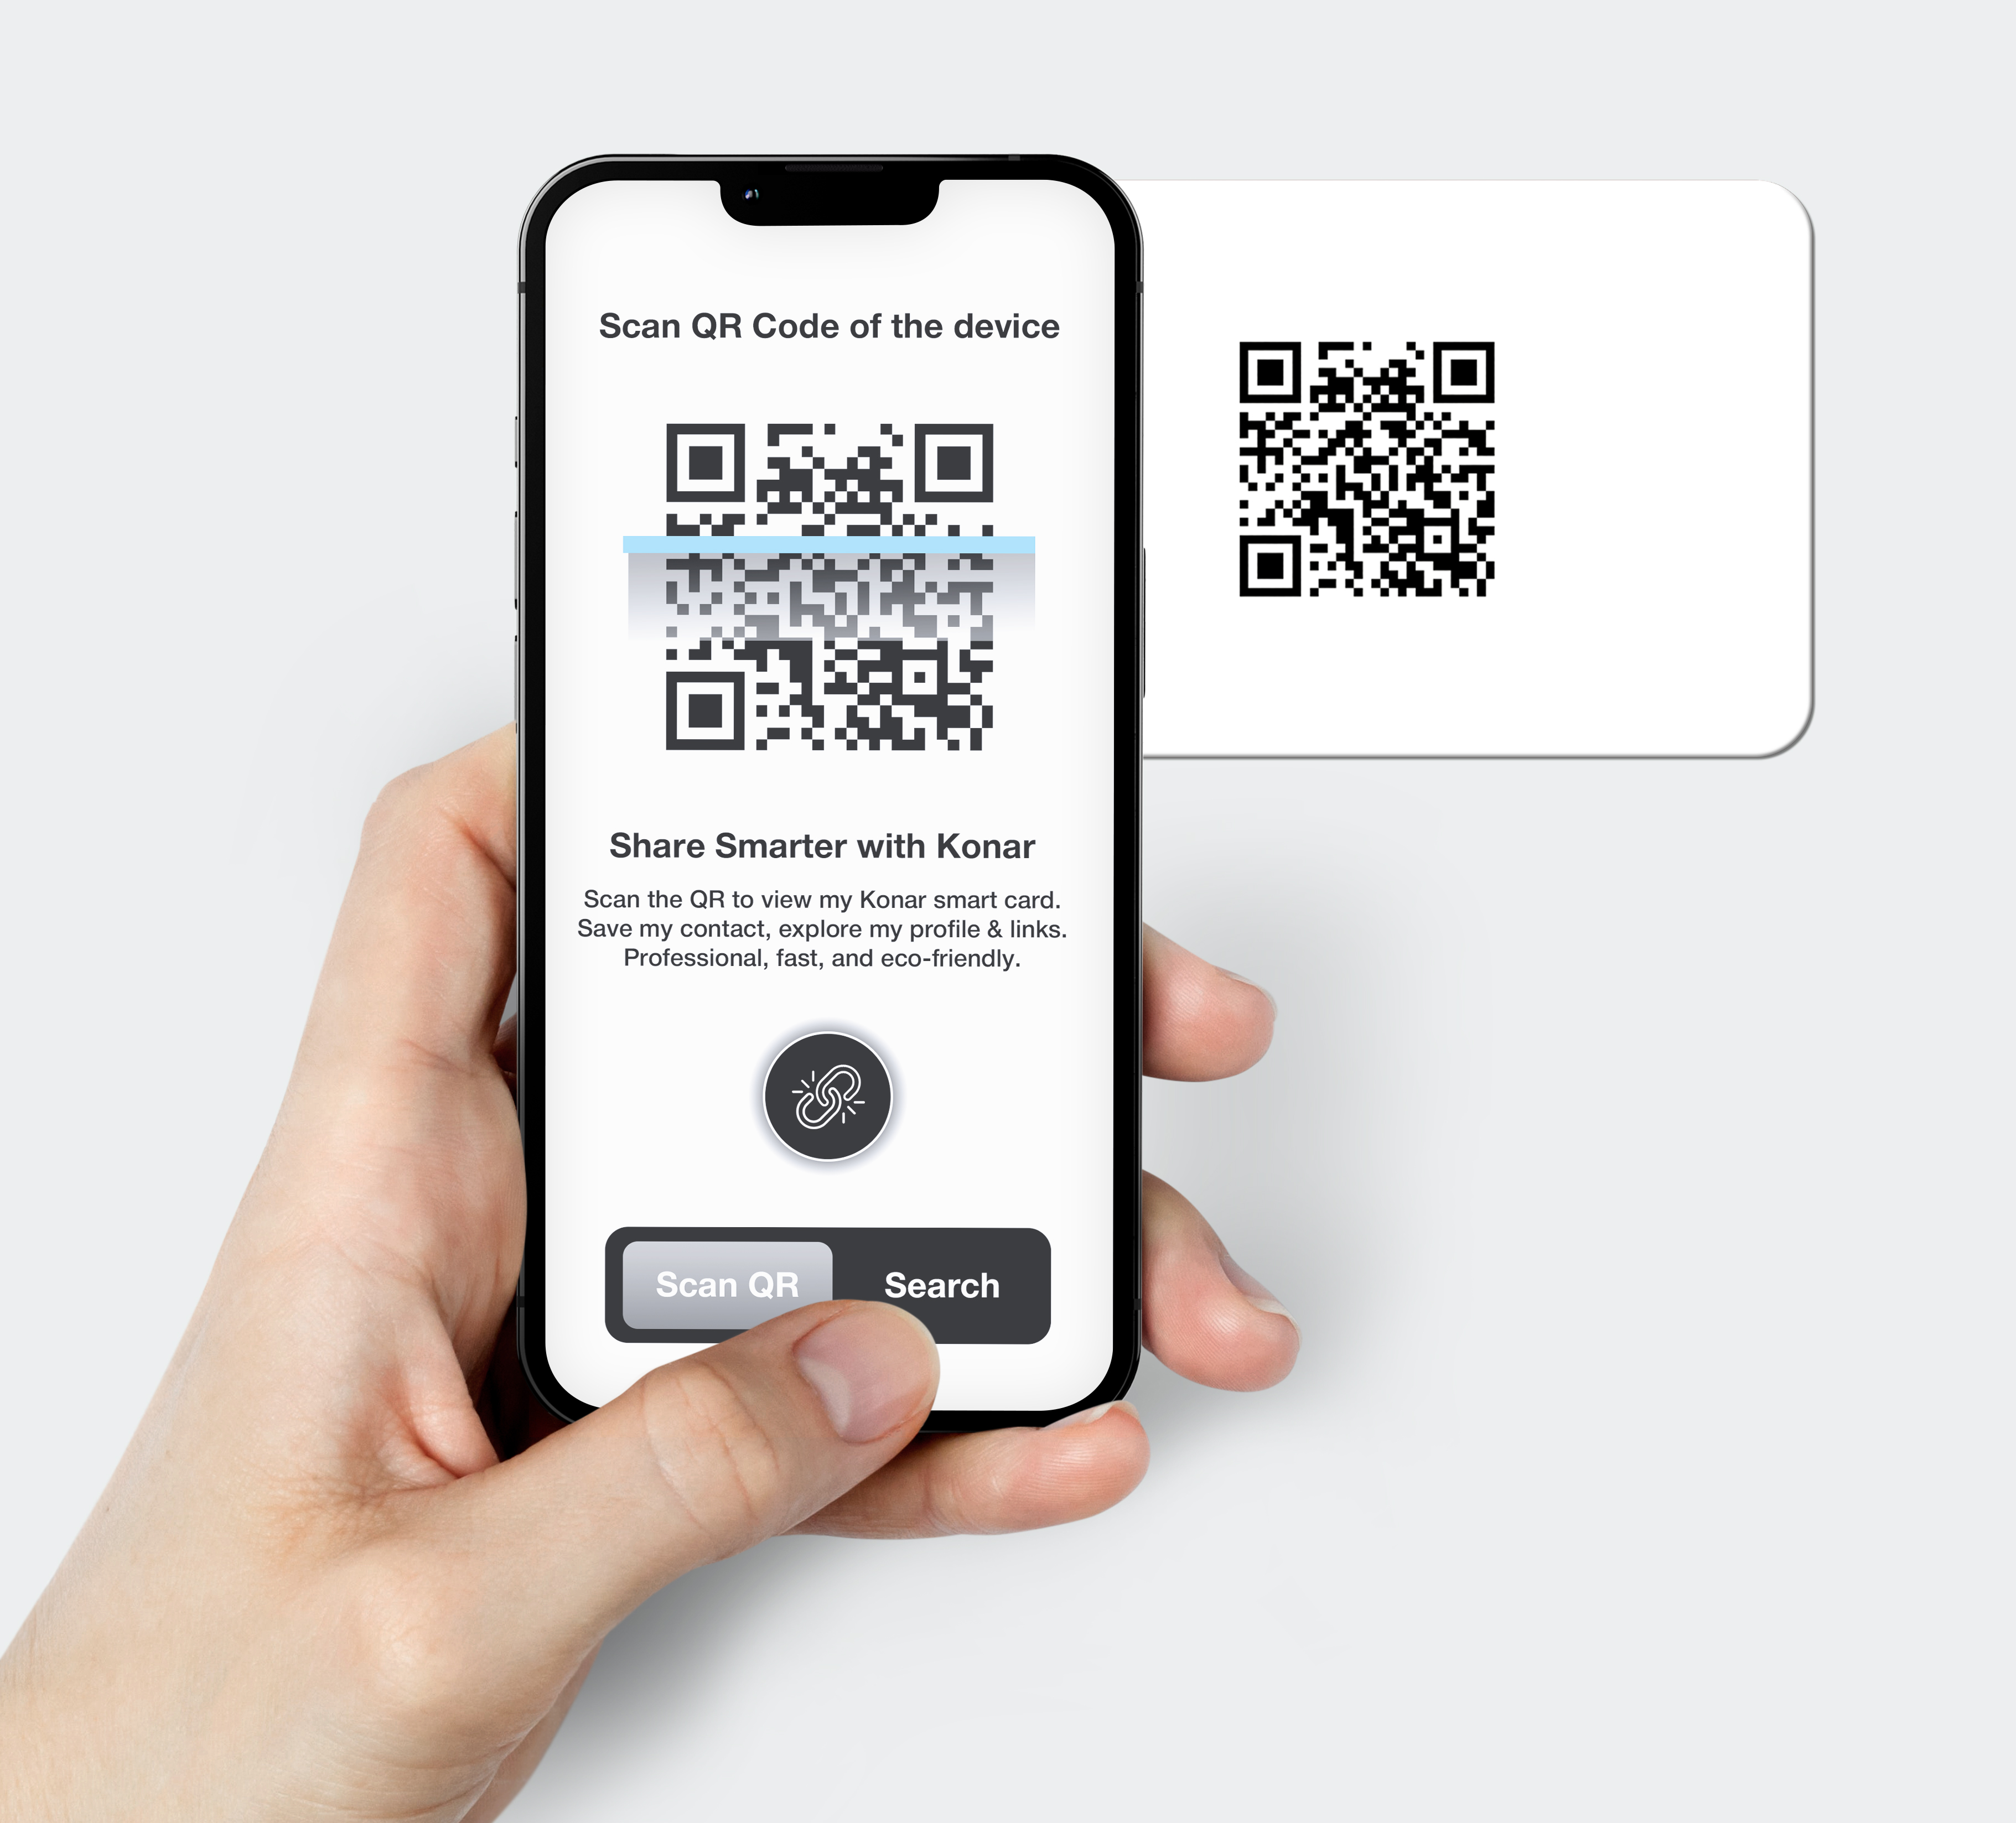 Scan QR Code of the device
Share Smarter with Konar
Scan the QR to view my Konar smart card.
Save my contact, explore my profile & links.
Professional, fast, and eco-friendly.
Scan QR
Search